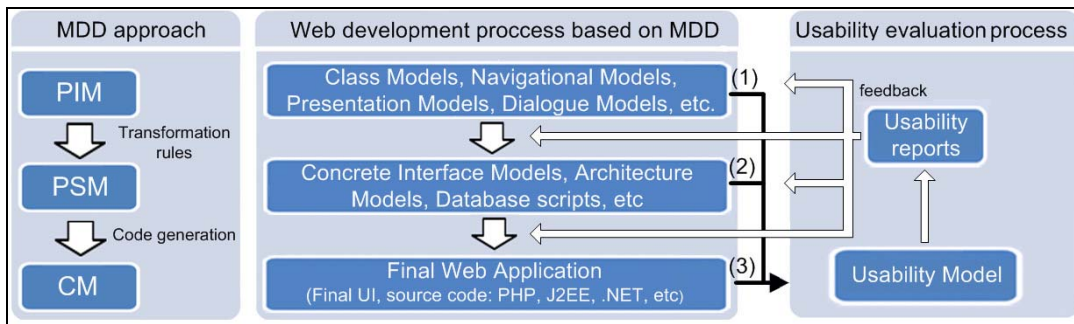 MDD approach
PIM
Transformation
rules
PSM
Code generation
CM
Web development proccess based on MDD
Class Models, Navigational Models,
Presentation Models, Dialogue Models, etc.
(1)
Concrete Interface Models, Architecture
Models, Database scripts, etc
(2)
Final Web Application
(Final UI, source code: PHP, J2EE, .NET, etc)
(3)
Usability evaluation process
feedback
Usability
reports
Usability Model